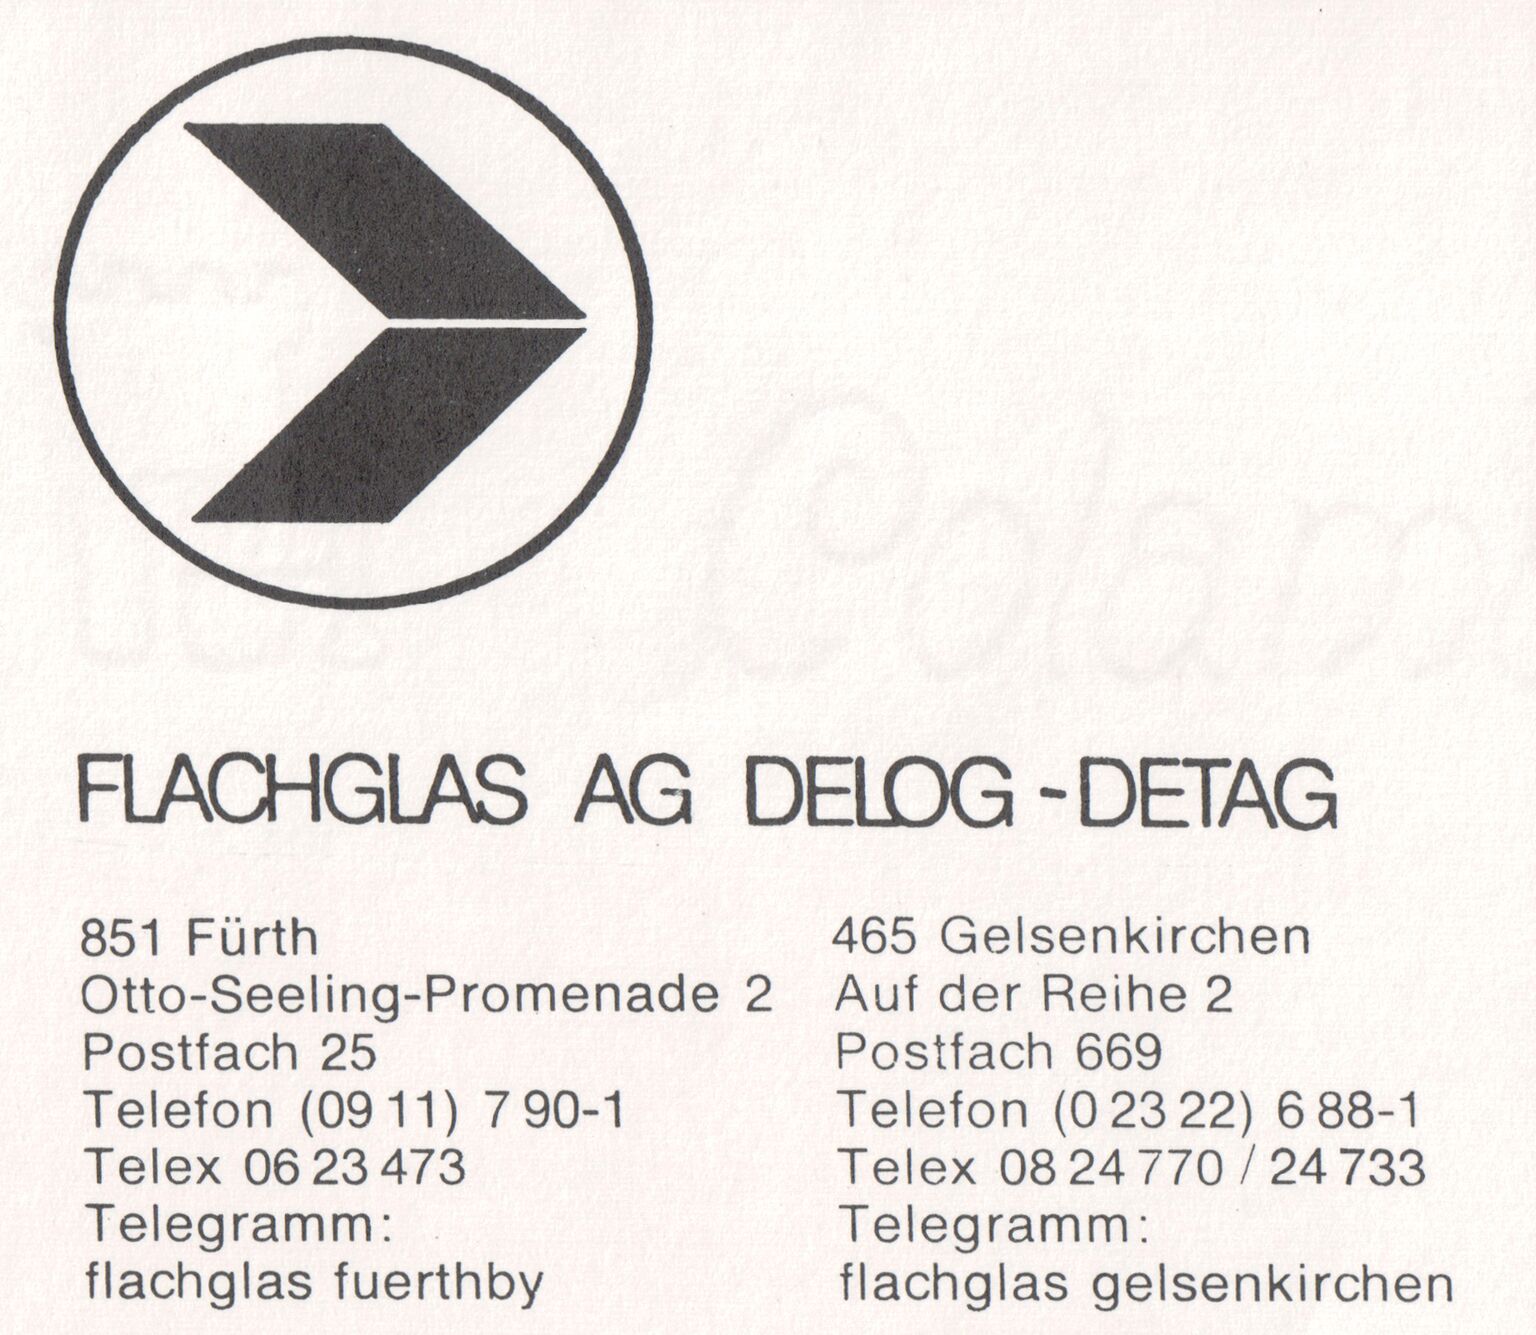 FLACHGLAS AG DELOG-DETAG
851 Fürth
Otto-Seeling-Promenade 2
Postfach 25
Telefon (09 11) 7 90-1
Telex 06 23 473
Telegramm:
flachglas fuerthby
465 Gelsenkirchen
Auf der Reihe 2
Postfach 669
Telefon (0 23 22) 6 88-1
Telex 08 24 770 / 24 733
Telegramm:
flachglas gelsenkirchen